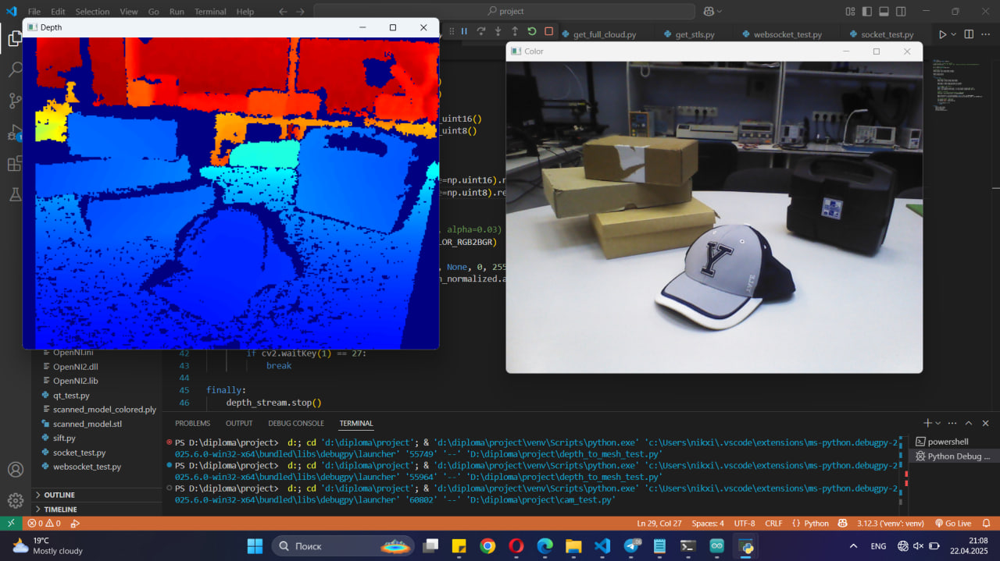 File Edit Selection View Go Run Terminal Help
project
Depth
get_full_cloud.py
get_stls.py
websocket_test.py
socket_test.py
Color
_uint16()
_uint8()
=np.uint16).r
=np.uint8).re
, alpha=0.03)
LOR_RGB2BGR)
, None, 0, 255
_normalized.a
Y
OpenNI.ini
OpenNI2.dll
OpenNI2.lib
qt_test.py
scanned_model_colored.ply
scanned_model.stl
sift.py
socket_test.py
websocket_test.py
OUTLINE
TIMELINE
42 if cv2.waitKey(1) == 27:
43 break
44
45 finally:
46 depth_stream.stop()
PROBLEMS OUTPUT DEBUG CONSOLE TERMINAL
PS D:\diploma\project> d:; cd 'd:\diploma\project'; & 'd:\diploma\project\venv\Scripts\python.exe' 'c:\Users\nikxi\.vscode\extensions\ms-python.debugpy-2
025.6.0-win32-x64\bundled\libs\debugpy\launcher' '55749' '--' 'D:\diploma\project\depth_to_mesh_test.py'
PS D:\diploma\project> d:; cd 'd:\diploma\project'; & 'd:\diploma\project\venv\Scripts\python.exe' 'c:\Users\nikxi\.vscode\extensions\ms-python.debugpy-2
025.6.0-win32-x64\bundled\libs\debugpy\launcher' '55964' '--' 'D:\diploma\project\depth_to_mesh_test.py'
PS D:\diploma\project> d:; cd 'd:\diploma\project'; & 'd:\diploma\project\venv\Scripts\python.exe' 'c:\Users\nikxi\.vscode\extensions\ms-python.debugpy-2
025.6.0-win32-x64\bundled\libs\debugpy\launcher' '60802' '--' 'D:\diploma\project\cam_test.py'
powershell
Python Debug ...
0 0
Ln 29, Col 27 Spaces: 4 UTF-8 CRLF {} Python 3.12.3 ('venv': venv) Go Live
19°C
Mostly cloudy
Поиск
ENG
21:08
22.04.2025